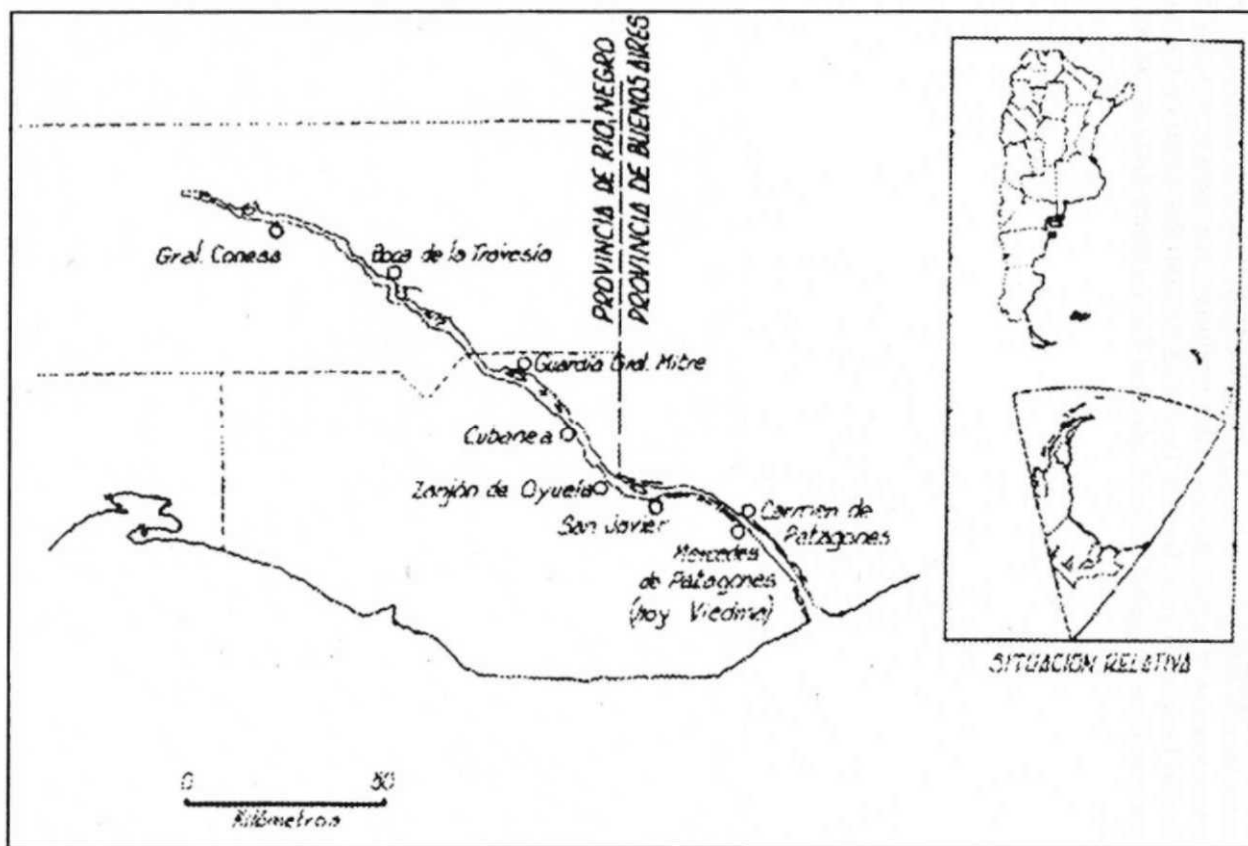 PROVINCIA DE RIO NEGRO
PROVINCIA DE BUENOS AIRES
Gral. Conesa
Boca de la Travesía
Guardia Gral. Mitre
Cubanea
Zanjón de Oyuela
San Javier
Carmen de
Patagones
Mercedes
de Patagones
(hoy Viedma)
SITUACION RELATIVA
0 50
Kilómetros